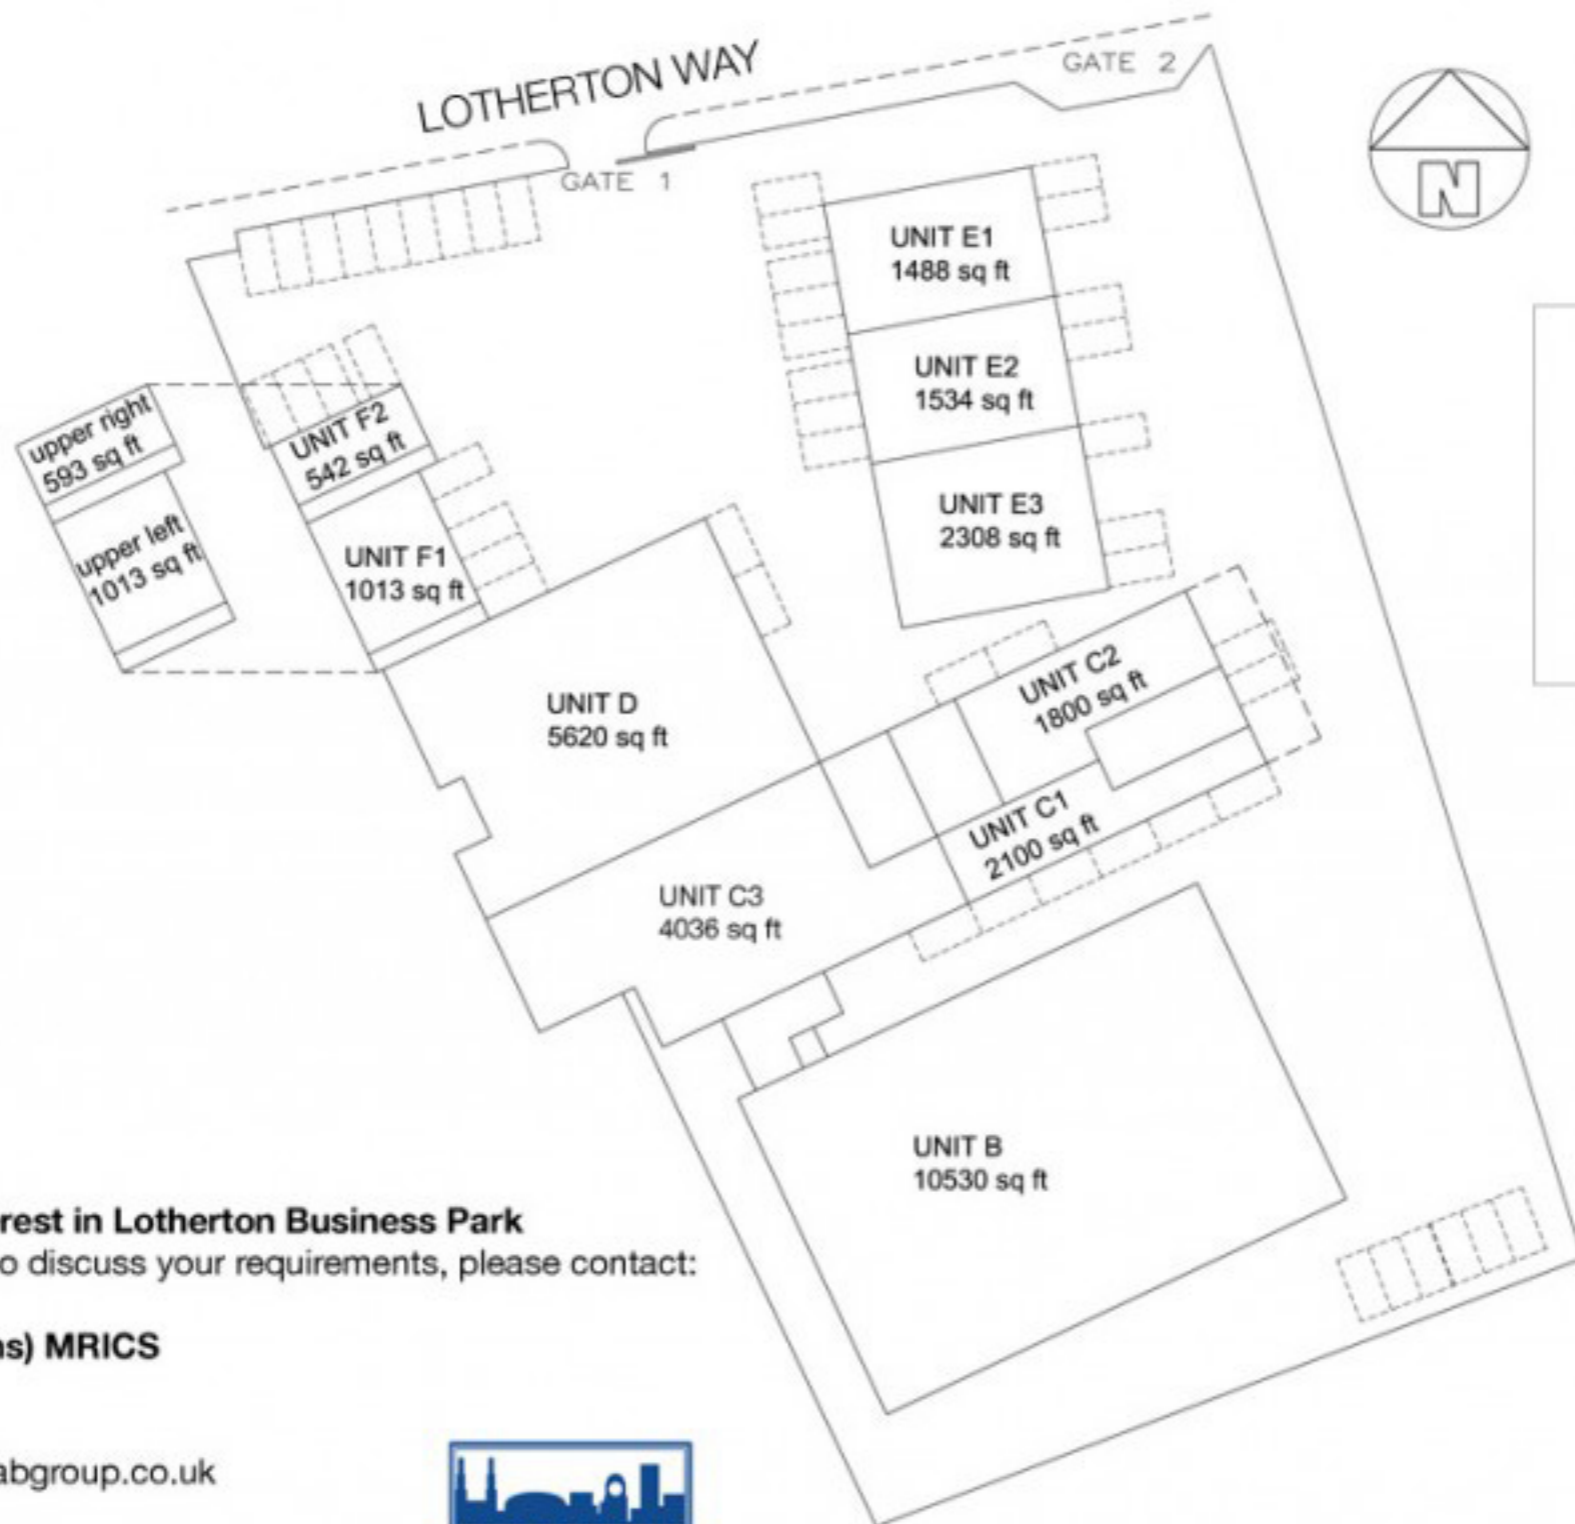 LOTHERTON WAY
GATE 2
GATE 1
N
UNIT E1
1488 sq ft
UNIT E2
1534 sq ft
UNIT E3
2308 sq ft
upper right
593 sq ft
upper left
1013 sq ft
UNIT F2
542 sq ft
UNIT F1
1013 sq ft
UNIT D
5620 sq ft
UNIT C2
1800 sq ft
UNIT C1
2100 sq ft
UNIT C3
4036 sq ft
UNIT B
10530 sq ft
rest in Lotherton Business Park
o discuss your requirements, please contact:
ns) MRICS
abgroup.co.uk